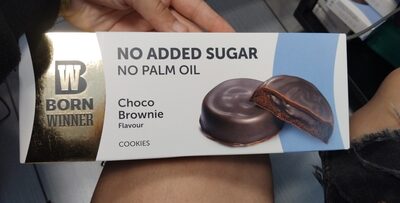 W
BORN
WINNER
NO ADDED SUGAR
NO PALM OIL
Choco
Brownie
Flavour
COOKIES